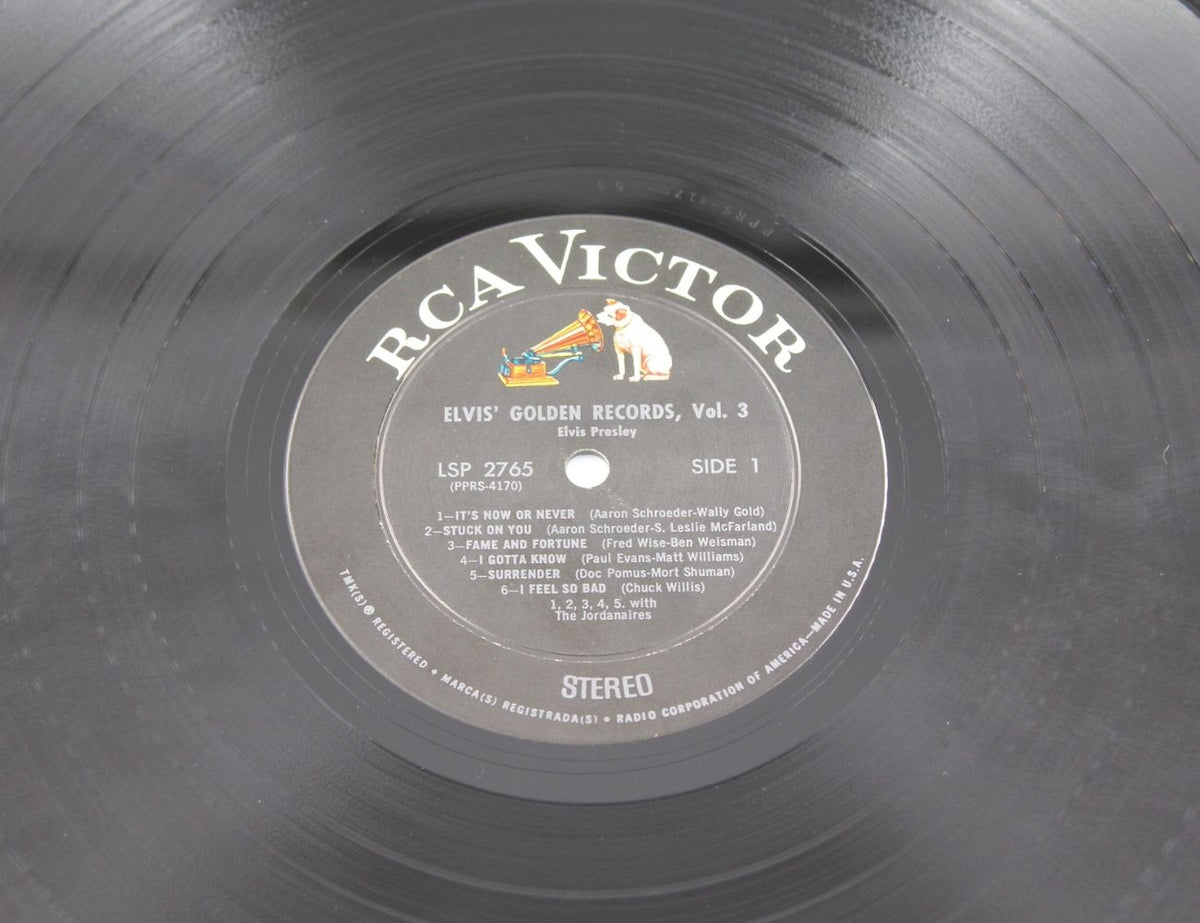 PPRS-417
5S
RCA VICTOR
ELVIS' GOLDEN RECORDS, Vol. 3
Elvis Presley
LSP 2765
SIDE 1
(PPRS-4170)
1—IT'S NOW OR NEVER (Aaron Schroeder-Wally Gold)
2—STUCK ON YOU (Aaron Schroeder-S. Leslie McFarland)
3—FAME AND FORTUNE (Fred Wise-Ben Weisman)
4—I GOTTA KNOW (Paul Evans-Matt Williams)
5—SURRENDER (Doc Pomus-Mort Shuman)
6—I FEEL SO BAD (Chuck Willis)
1, 2, 3, 4, 5. with
The Jordanaires
STEREO
TMK(S) ® REGISTERED • MARCA(S) REGISTRADA(S) • RADIO CORPORATION OF AMERICA—MADE IN U.S.A.